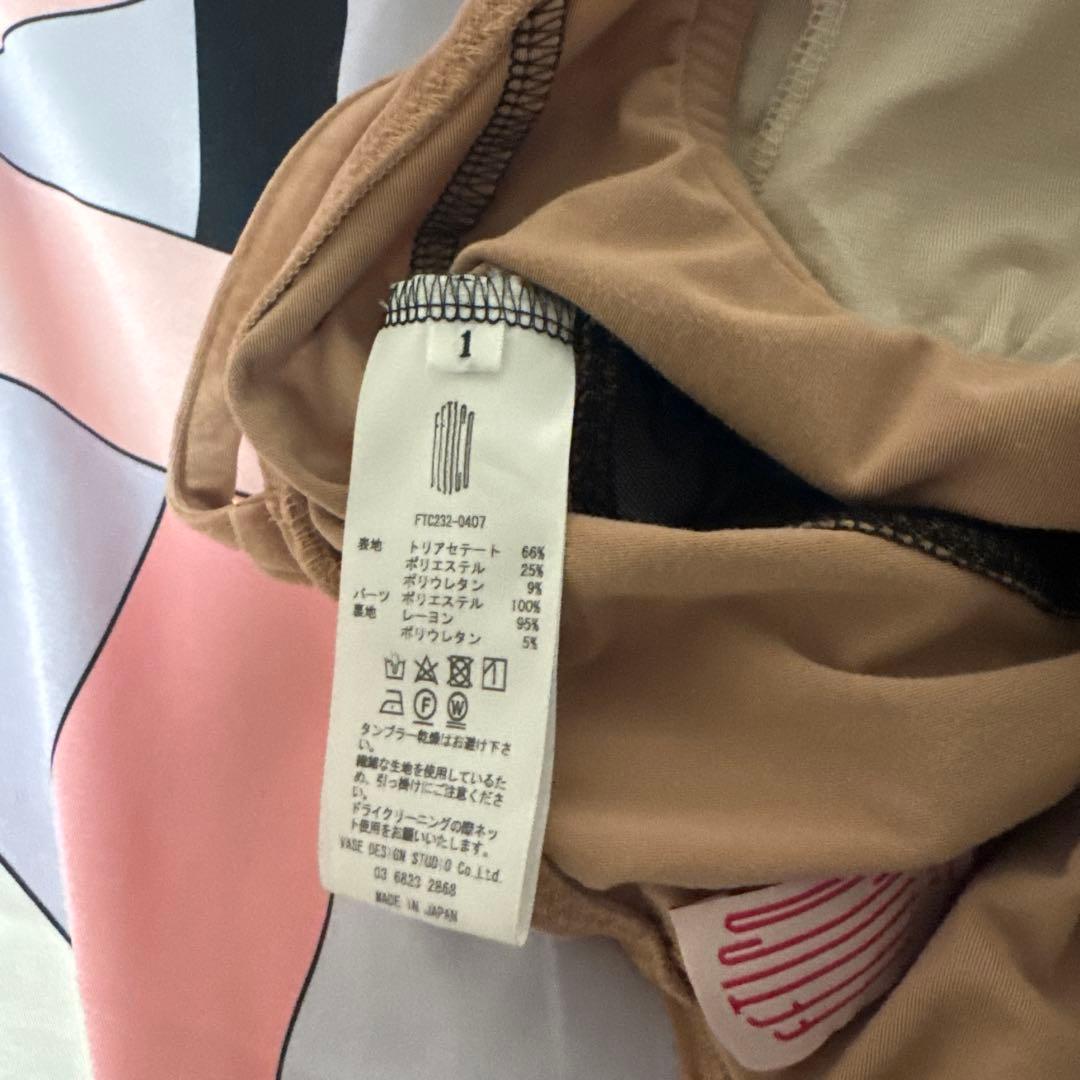 1
FETICO
FTC232-0407
表地 トリアセテート 66%
ポリエステル 25%
ポリウレタン 9%
パーツ ポリエステル 100%
裏地 レーヨン 95%
ポリウレタン 5%
F W
タンブラー乾燥はお避け下さ
い。
繊細な生地を使用しているた
め、引っ掛けにご注意くださ
い。
ドライクリーニングの際ネッ
ト使用をお願いいたします。
VASE DESIGN STUDIO Co.,Ltd.
03 6823 2868
MADE IN JAPAN
FETICO